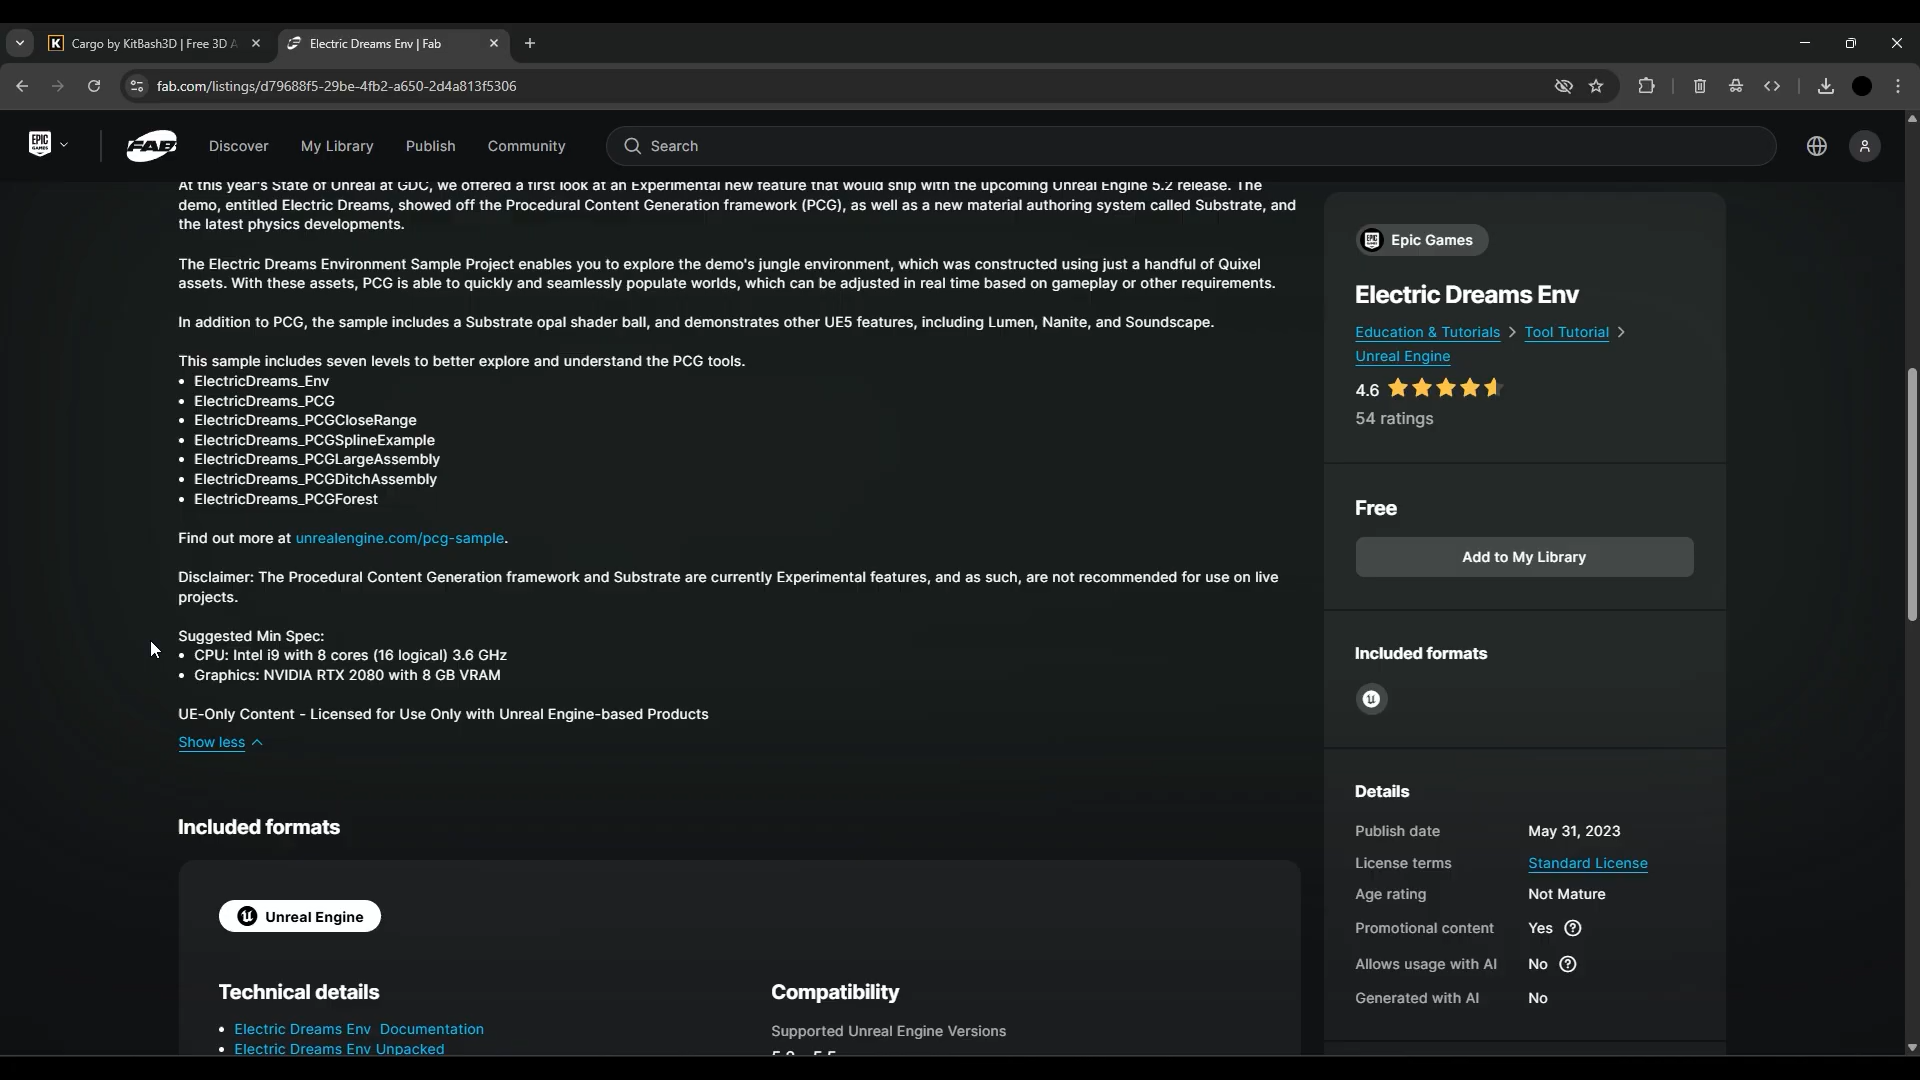 Cargo by KitBash3D | Free 3D A
Electric Dreams Env | Fab
fab.com/listings/d79688f5-29be-4fb2-a650-2d4a813f5306
EPIC GAMES
FAB
Discover
My Library
Publish
Community
Search
At this year's State of Unreal at GDC, we offered a first look at an Experimental new feature that would ship with the upcoming Unreal Engine 5.2 release. The
demo, entitled Electric Dreams, showed off the Procedural Content Generation framework (PCG), as well as a new material authoring system called Substrate, and
the latest physics developments.
The Electric Dreams Environment Sample Project enables you to explore the demo's jungle environment, which was constructed using just a handful of Quixel
assets. With these assets, PCG is able to quickly and seamlessly populate worlds, which can be adjusted in real time based on gameplay or other requirements.
In addition to PCG, the sample includes a Substrate opal shader ball, and demonstrates other UE5 features, including Lumen, Nanite, and Soundscape.
This sample includes seven levels to better explore and understand the PCG tools.
• ElectricDreams_Env
• ElectricDreams_PCG
• ElectricDreams_PCGCloseRange
• ElectricDreams_PCGSplineExample
• ElectricDreams_PCGLargeAssembly
• ElectricDreams_PCGDitchAssembly
• ElectricDreams_PCGForest
Find out more at unrealengine.com/pcg-sample.
Disclaimer: The Procedural Content Generation framework and Substrate are currently Experimental features, and as such, are not recommended for use on live
projects.
Suggested Min Spec:
• CPU: Intel i9 with 8 cores (16 logical) 3.6 GHz
• Graphics: NVIDIA RTX 2080 with 8 GB VRAM
UE-Only Content - Licensed for Use Only with Unreal Engine-based Products
Show less
Included formats
Unreal Engine
Technical details
• Electric Dreams Env Documentation
• Electric Dreams Env Unpacked
Compatibility
Supported Unreal Engine Versions
5.2 – 5.5
Epic Games
Electric Dreams Env
Education & Tutorials > Tool Tutorial >
Unreal Engine
4.6
54 ratings
Free
Add to My Library
Included formats
Details
Publish date May 31, 2023
License terms Standard License
Age rating Not Mature
Promotional content Yes
Allows usage with AI No
Generated with AI No